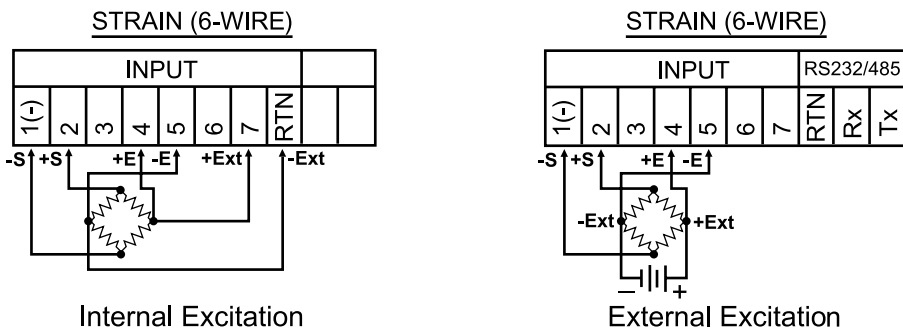 STRAIN (6-WIRE)
INPUT
1(-) 2 3 4 5 6 7 RTN
-S +S +E -E +Ext -Ext
Internal Excitation
STRAIN (6-WIRE)
INPUT RS232/485
1(-) 2 3 4 5 6 7 RTN Rx Tx
-S +S +E -E
-Ext +Ext
— +
External Excitation